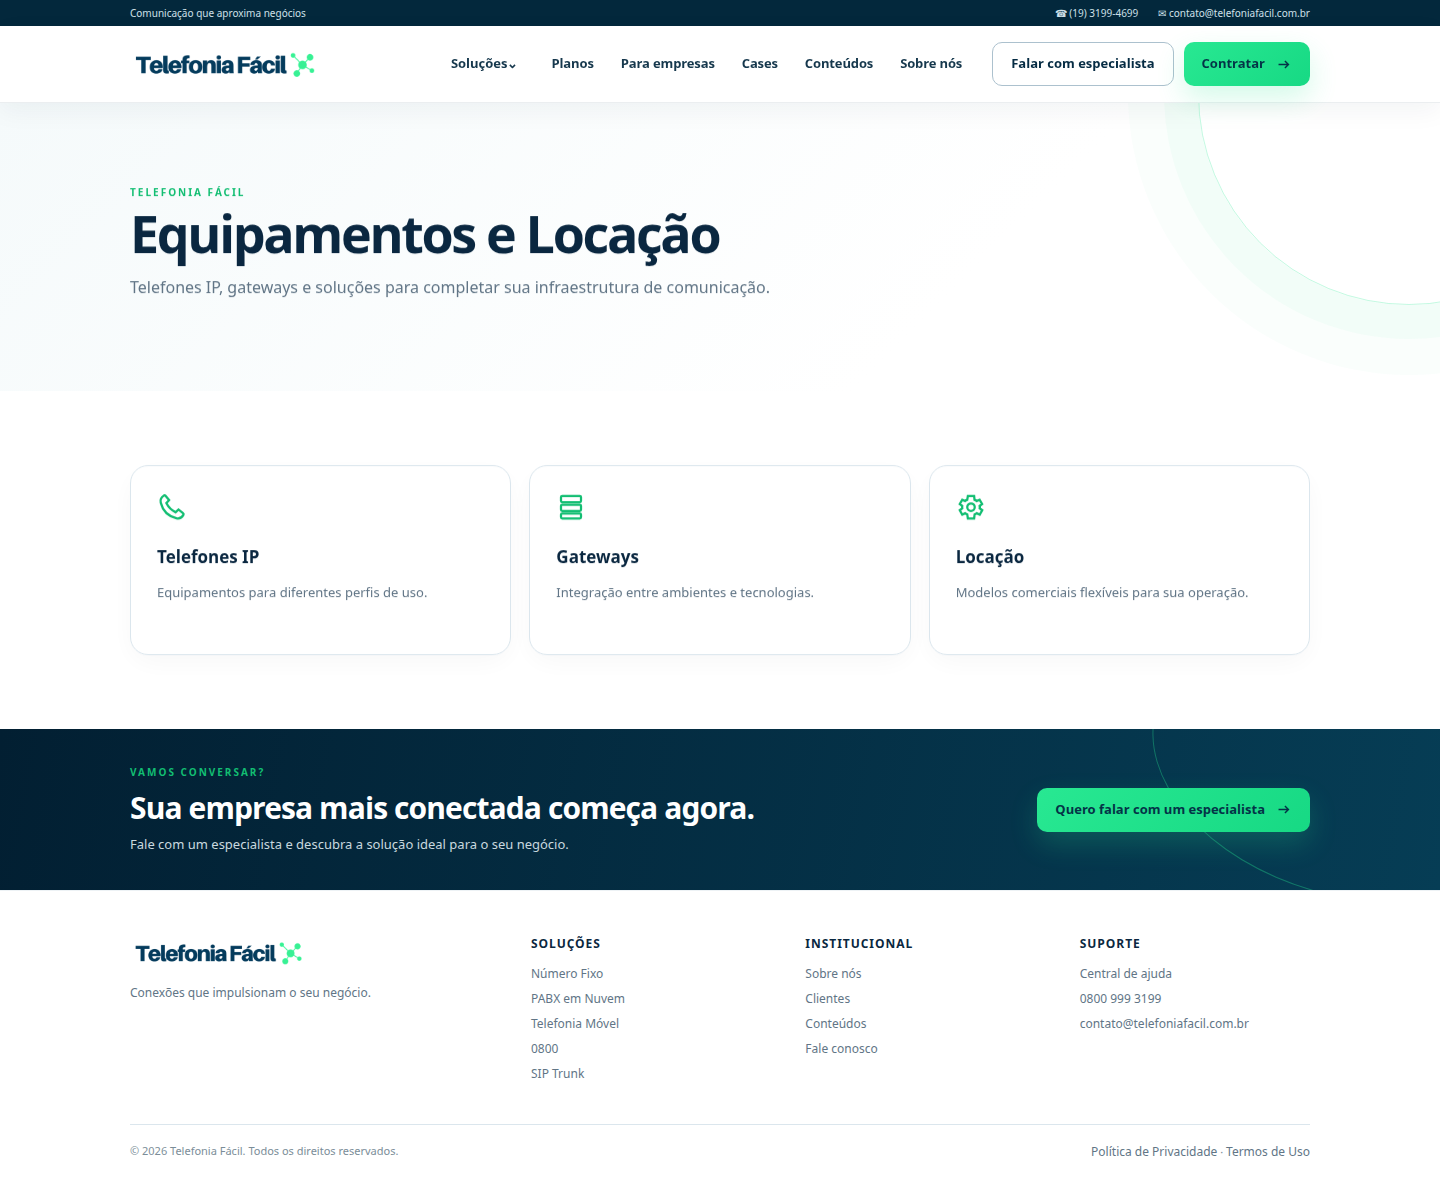 Comunicação que aproxima negócios
☎ (19) 3199-4699
✉ contato@telefoniafacil.com.br
Telefonia Fácil
Soluções
Planos
Para empresas
Cases
Conteúdos
Sobre nós
Falar com especialista
Contratar →
TELEFONIA FÁCIL
Equipamentos e Locação
Telefones IP, gateways e soluções para completar sua infraestrutura de comunicação.
Telefones IP
Equipamentos para diferentes perfis de uso.
Gateways
Integração entre ambientes e tecnologias.
Locação
Modelos comerciais flexíveis para sua operação.
VAMOS CONVERSAR?
Sua empresa mais conectada começa agora.
Fale com um especialista e descubra a solução ideal para o seu negócio.
Quero falar com um especialista →
Telefonia Fácil
Conexões que impulsionam o seu negócio.
SOLUÇÕES
Número Fixo
PABX em Nuvem
Telefonia Móvel
0800
SIP Trunk
INSTITUCIONAL
Sobre nós
Clientes
Conteúdos
Fale conosco
SUPORTE
Central de ajuda
0800 999 3199
contato@telefoniafacil.com.br
© 2026 Telefonia Fácil. Todos os direitos reservados.
Política de Privacidade · Termos de Uso